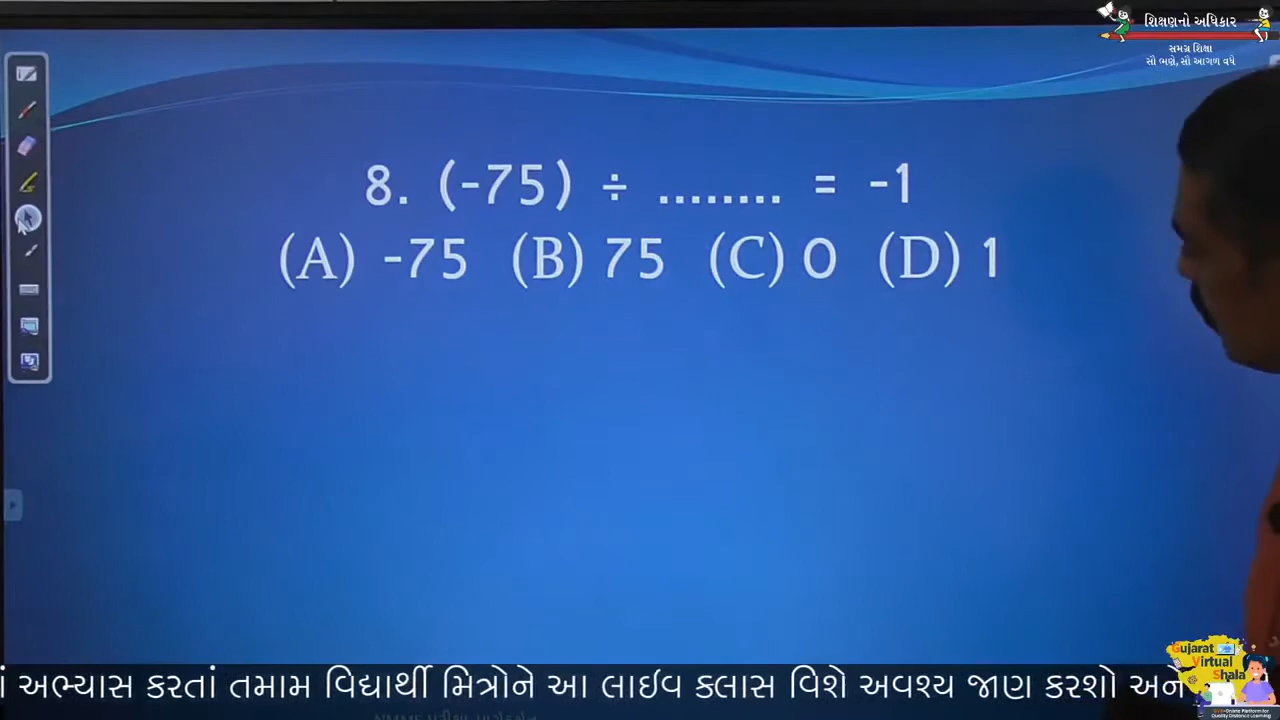 શિક્ષણનો અધિકાર
સમગ્ર શિક્ષા
સૌ ભણે, સૌ આગળ વધે
8. (-75) ÷ ........ = -1
(A) -75 (B) 75 (C) 0 (D) 1
અભ્યાસ કરતાં તમામ વિદ્યાર્થી મિત્રોને આ લાઇવ ક્લાસ વિશે અવશ્ય જાણ કરશો અને
Gujarat
Virtual
Shala